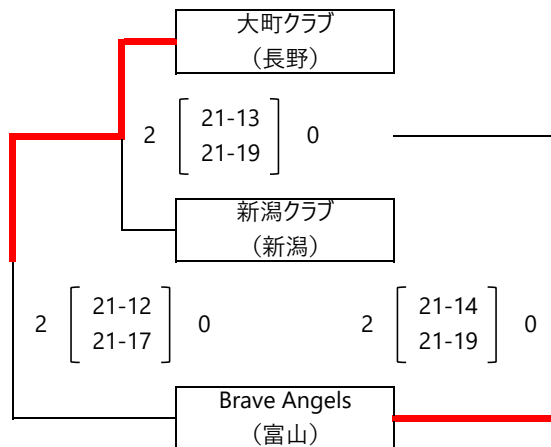 大町クラブ
（長野）
2 21-13 0
21-19
新潟クラブ
（新潟）
2 21-12 0 2 21-14 0
21-17 21-19
Brave Angels
（富山）